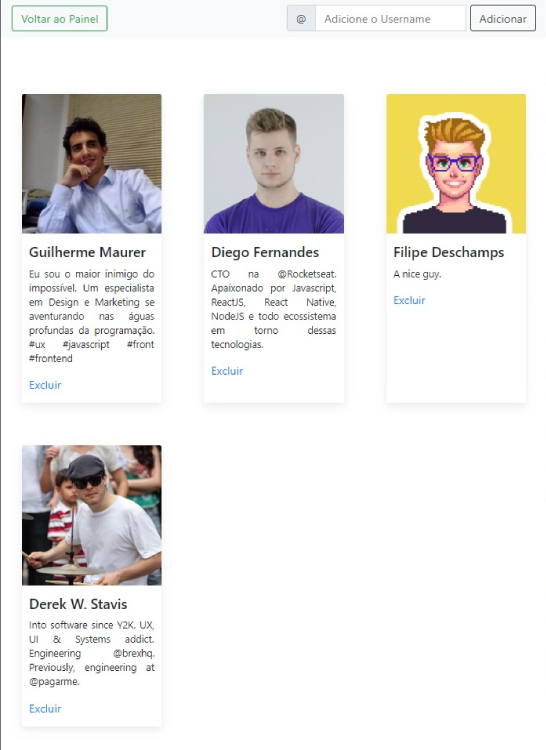 Voltar ao Painel
@ Adicione o Username Adicionar
Guilherme Maurer
Eu sou o maior inimigo do
impossível. Um especialista
em Design e Marketing se
aventurando nas águas
profundas da programação.
#ux #javascript #front
#frontend
Excluir
Diego Fernandes
CTO na @Rocketseat.
Apaixonado por Javascript,
ReactJS, React Native,
NodeJS e todo ecossistema
em torno dessas
tecnologias.
Excluir
Filipe Deschamps
A nice guy.
Excluir
Derek W. Stavis
Into software since Y2K. UX,
UI & Systems addict.
Engineering @brexhq.
Previously, engineering at
@pagarme.
Excluir